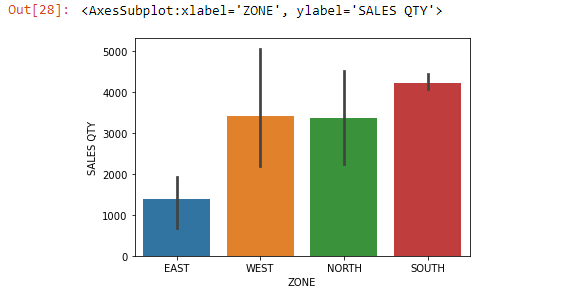 Out[28]: <AxesSubplot:xlabel='ZONE', ylabel='SALES QTY'>
5000
4000
3000
2000
1000
0
SALES QTY
EAST WEST NORTH SOUTH
ZONE